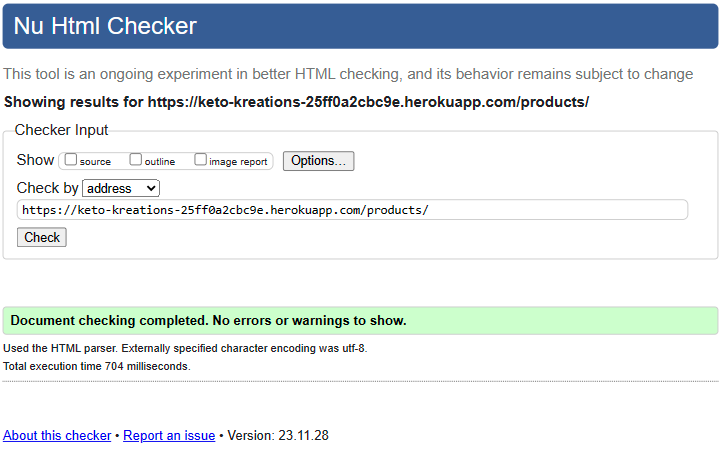 Nu Html Checker
This tool is an ongoing experiment in better HTML checking, and its behavior remains subject to change
Showing results for https://keto-kreations-25ff0a2cbc9e.herokuapp.com/products/
Checker Input
Show source outline image report Options...
Check by address
https://keto-kreations-25ff0a2cbc9e.herokuapp.com/products/
Check
Document checking completed. No errors or warnings to show.
Used the HTML parser. Externally specified character encoding was utf-8.
Total execution time 704 milliseconds.
About this checker • Report an issue • Version: 23.11.28